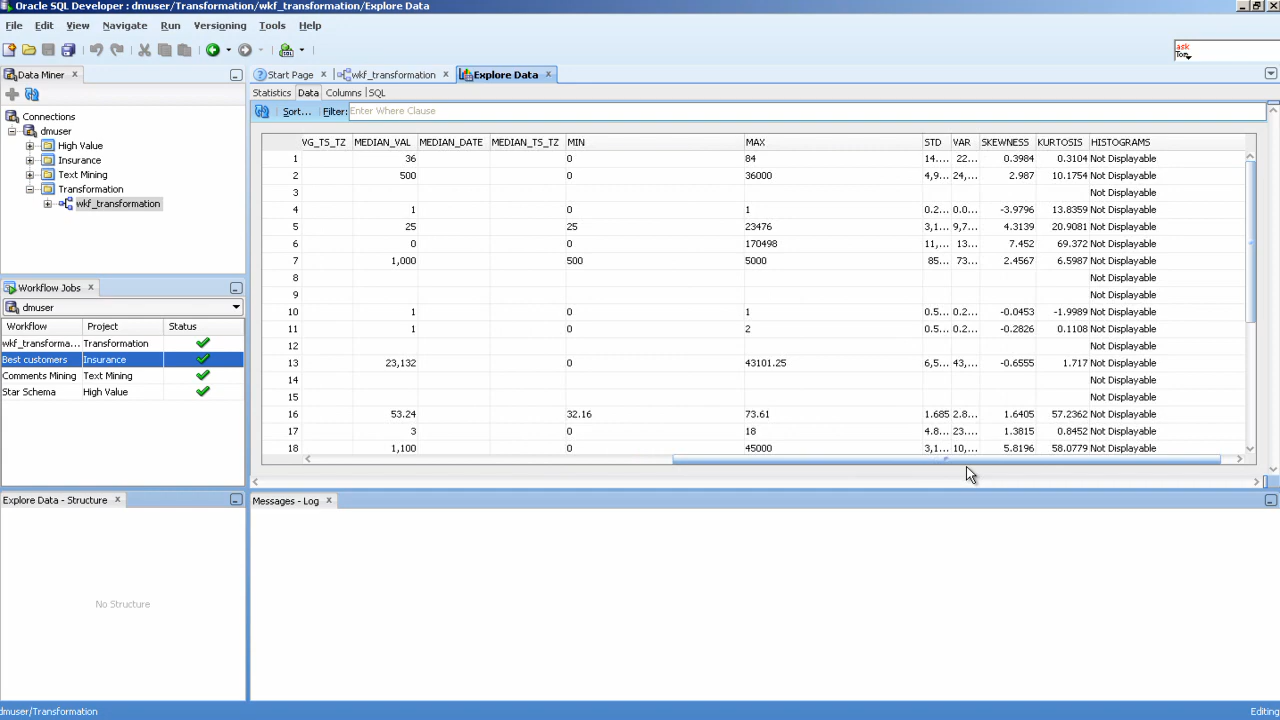 Oracle SQL Developer : dmuser/Transformation/wkf_transformation/Explore Data
File Edit View Navigate Run Versioning Tools Help
ask
Tom
Data Miner
Connections
dmuser
High Value
Insurance
Text Mining
Transformation
wkf_transformation
Workflow Jobs
dmuser
Workflow Project Status
wkf_transforma... Transformation
Best customers Insurance
Comments Mining Text Mining
Star Schema High Value
Explore Data - Structure
No Structure
Start Page wkf_transformation Explore Data
Statistics Data Columns SQL
Sort... Filter: Enter Where Clause
VG_TS_TZ MEDIAN_VAL MEDIAN_DATE MEDIAN_TS_TZ MIN MAX STD VAR SKEWNESS KURTOSIS HISTOGRAMS
1 36 0 84 14.... 22... 0.3984 0.3104 Not Displayable
2 500 0 36000 4,9... 24,... 2.987 10.1754 Not Displayable
3 Not Displayable
4 1 0 1 0.2... 0.0... -3.9796 13.8359 Not Displayable
5 25 25 23476 3,1... 9,7... 4.3139 20.9081 Not Displayable
6 0 0 170498 11,... 13... 7.452 69.372 Not Displayable
7 1,000 500 5000 85... 73... 2.4567 6.5987 Not Displayable
8 Not Displayable
9 Not Displayable
10 1 0 1 0.5... 0.2... -0.0453 -1.9989 Not Displayable
11 1 0 2 0.5... 0.2... -0.2826 0.1108 Not Displayable
12 Not Displayable
13 23,132 0 43101.25 6,5... 43,... -0.6555 1.717 Not Displayable
14 Not Displayable
15 Not Displayable
16 53.24 32.16 73.61 1.685 2.8... 1.6405 57.2362 Not Displayable
17 3 0 18 4.8... 23.... 1.3815 0.8452 Not Displayable
18 1,100 0 45000 3,1... 10,... 5.8196 58.0779 Not Displayable
Messages - Log
dmuser/Transformation
Editing